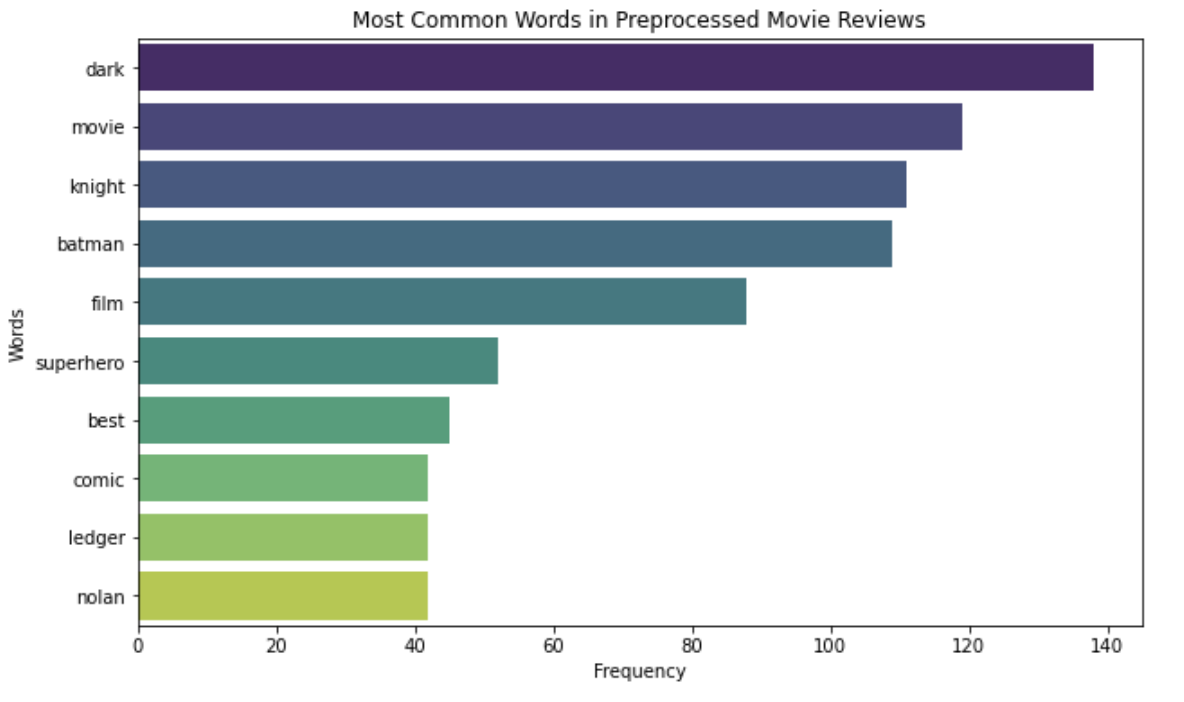 Most Common Words in Preprocessed Movie Reviews
dark
movie
knight
batman
film
superhero
best
comic
ledger
nolan
Words
0 20 40 60 80 100 120 140
Frequency